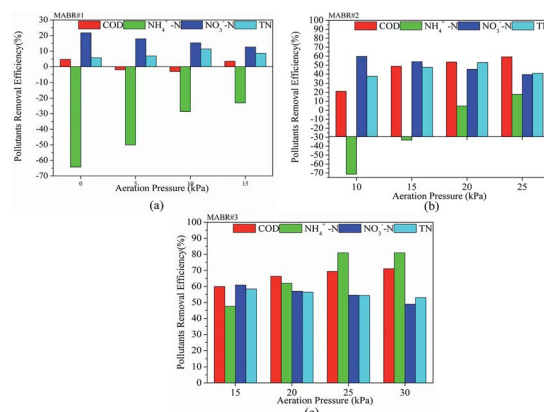 MABR#1
COD NH₄⁺-N NO₃⁻-N TN
Pollutants Removal Efficiency(%)
30
20
10
0
-10
-20
-30
-40
-50
-60
-70
0 5 10 15
Aeration Pressure (kPa)
(a)
MABR#2
COD NH₄⁺-N NO₃⁻-N TN
Pollutants Removal Efficiency(%)
100
90
80
70
60
50
40
30
20
10
0
-10
-70
10 15 20 25
Aeration Pressure (kPa)
(b)
MABR#3
COD NH₄⁺-N NO₃⁻-N TN
Pollutants Removal Efficiency(%)
100
90
80
70
60
50
40
30
20
10
0
15 20 25 30
Aeration Pressure (kPa)
(c)